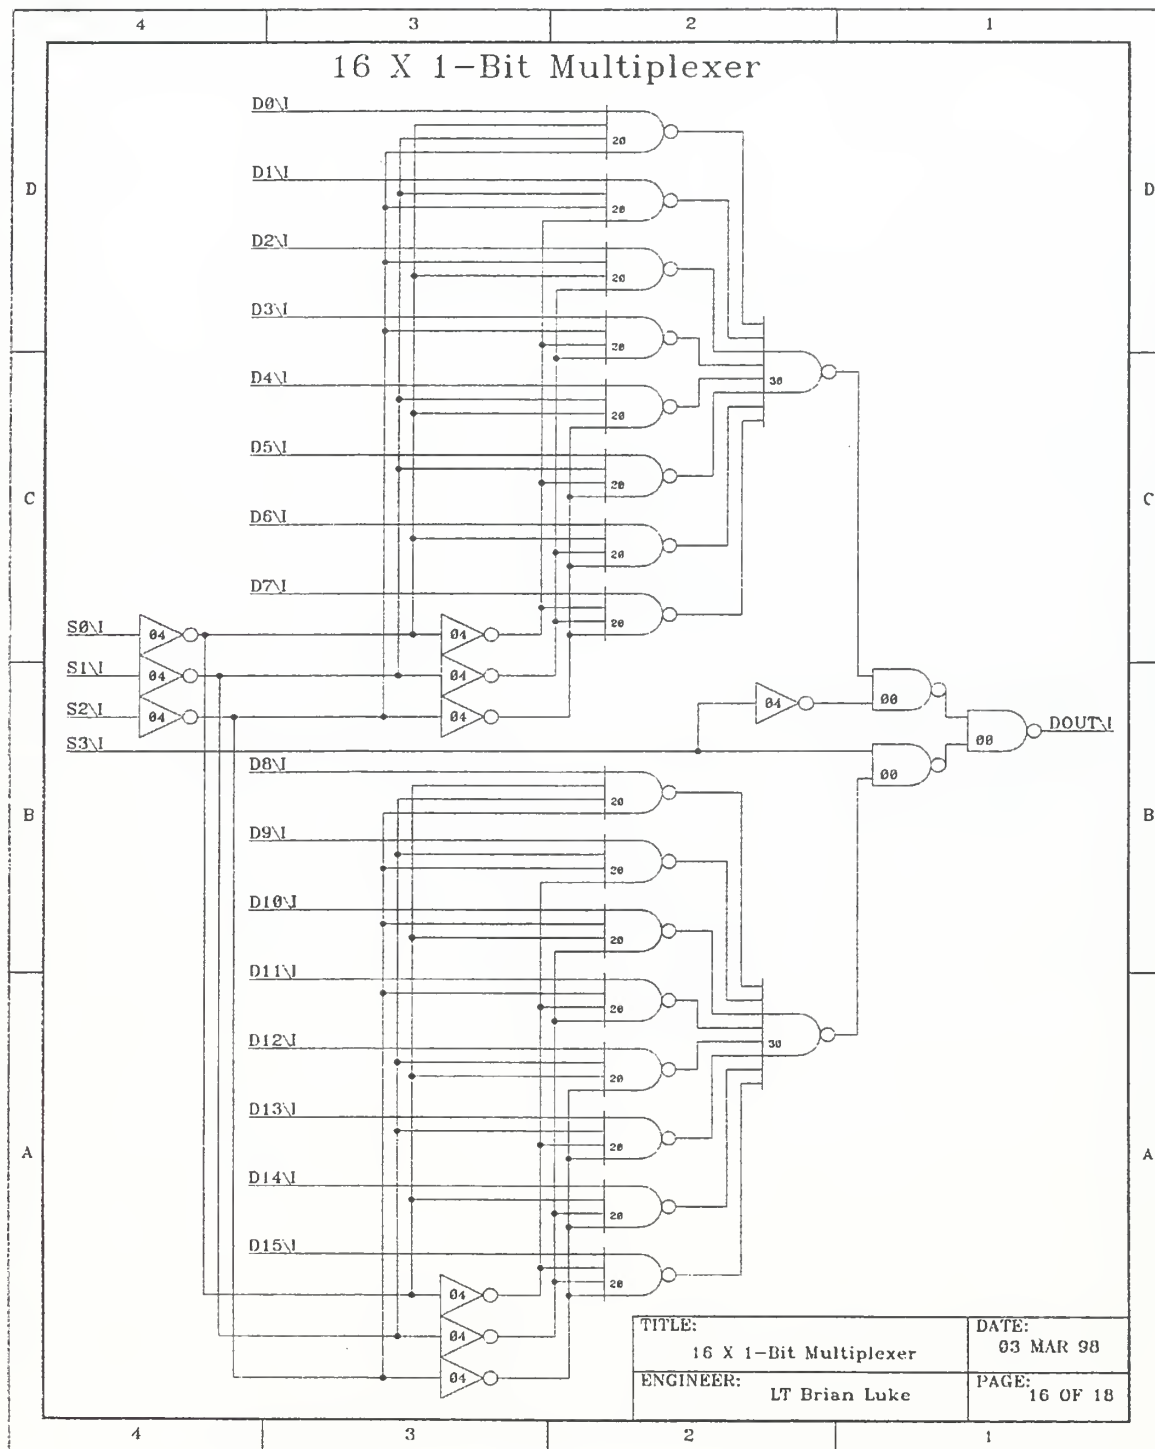 4 3 2 1
16 X 1-Bit Multiplexer
D0\I
20
D
D
D1\I
20
D2\I
20
D3\I
20
30
D4\I
20
D5\I
20
C
C
D6\I
20
D7\I
20
S0\I 04 04
S1\I 04 04
04 00
S2\I 04 04
DOUT\I
00
S3\I
00
D8\I
20
B
B
D9\I
20
D10\I
20
D11\I
20
30
D12\I
20
D13\I
20
A
A
D14\I
20
D15\I
20
04
04
04
TITLE:
16 X 1-Bit Multiplexer
DATE:
03 MAR 98
ENGINEER:
LT Brian Luke
PAGE:
16 OF 18
4 3 2 1